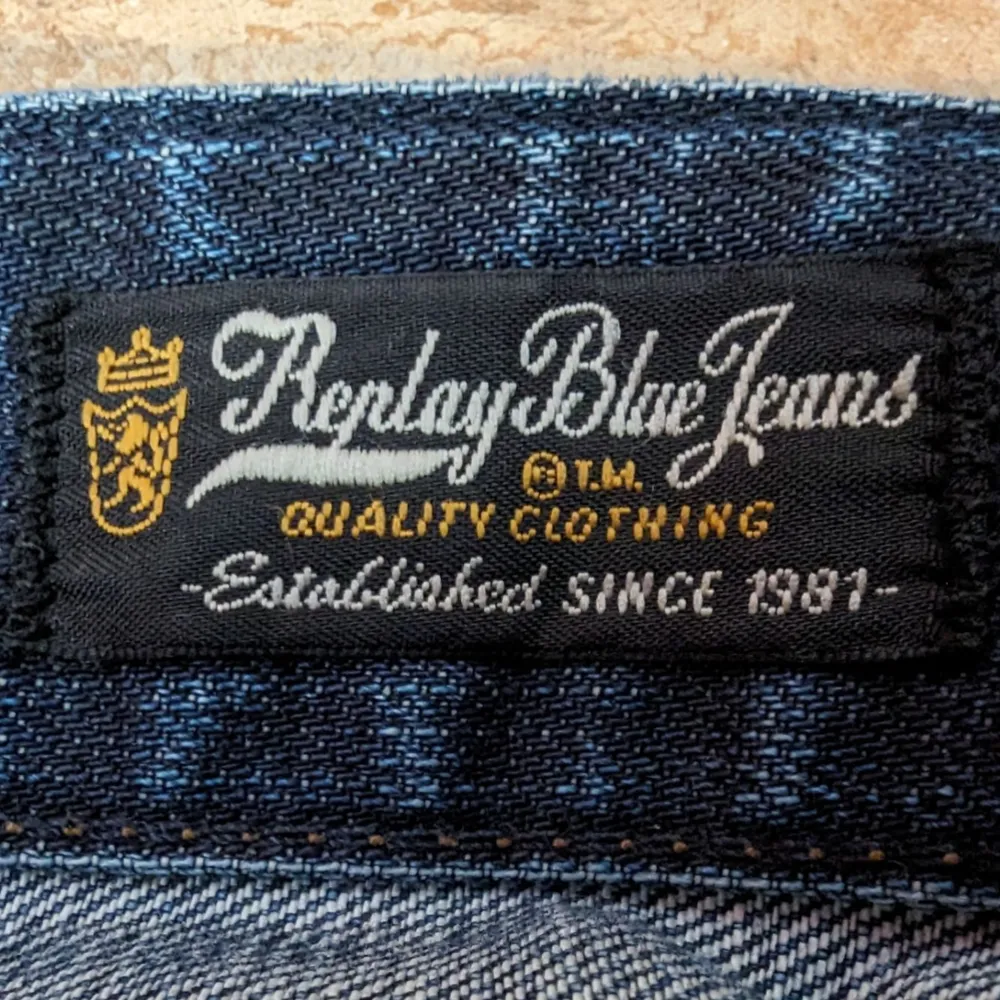 Replay Blue Jeans
® T.M.
QUALITY CLOTHING
-Established SINCE 1981-